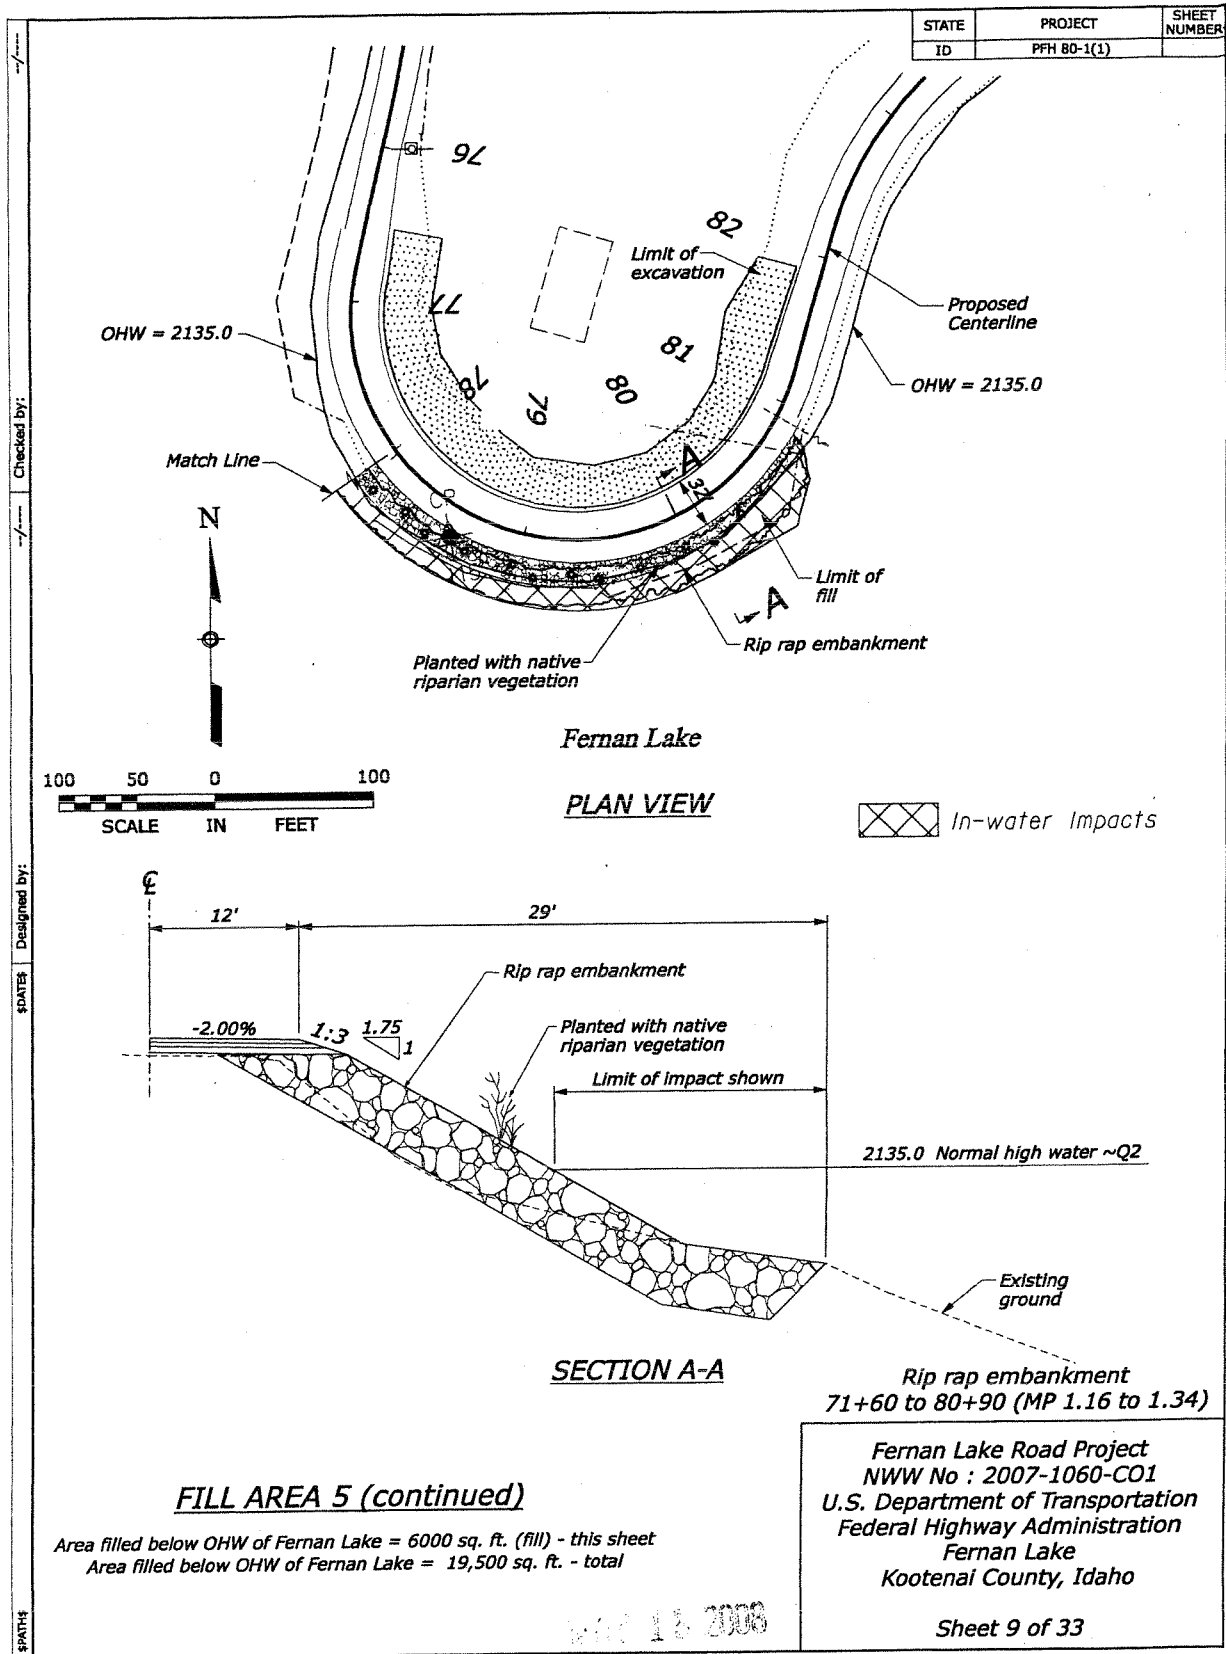 STATE PROJECT SHEET NUMBER
ID PFH 80-1(1)
--/----
Checked by:
--/----
Designed by:
$DATE$
$PATH$
76
77
78
79
80
81
82
Limit of
excavation
Proposed
Centerline
OHW = 2135.0
OHW = 2135.0
Match Line
A
32'
Limit of
fill
A
Rip rap embankment
Planted with native
riparian vegetation
N
Fernan Lake
100 50 0 100
SCALE IN FEET
PLAN VIEW
In-water Impacts
℄
12'
29'
Rip rap embankment
-2.00%
1:3
1.75
1
Planted with native
riparian vegetation
Limit of impact shown
2135.0 Normal high water ~Q2
Existing
ground
SECTION A-A
Rip rap embankment
71+60 to 80+90 (MP 1.16 to 1.34)
FILL AREA 5 (continued)
Area filled below OHW of Fernan Lake = 6000 sq. ft. (fill) - this sheet
Area filled below OHW of Fernan Lake = 19,500 sq. ft. - total
Fernan Lake Road Project
NWW No : 2007-1060-CO1
U.S. Department of Transportation
Federal Highway Administration
Fernan Lake
Kootenai County, Idaho
Sheet 9 of 33
2008